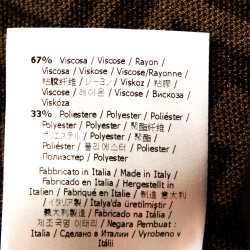 67% Viscosa / Viscose / Rayon /
Viscosa / Viskose / Viscose/Rayonne /
粘胶纤维 / レーヨン / Viskoz / 粘膠 /
Viscose / 레이온 / Viscose / Вискоза /
Viskóza
33% Poliestere / Polyester / Poliéster /
Polyester / Polyester / 聚酯纤维 /
ポリエステル / Polyester / 聚酯 /
Poliéster / 폴리에스터 / Polyester /
Полиэстер / Polyester
Fabbricato in Italia / Made in Italy /
Fabricado en Italia / Hergestellt in
Italien / Fabriqué en Italie / 制造 意大利
/ イタリア製 / Italya'da üretilmiştir /
義大利製造 / Fabricado na Itália /
제조국명 이태리 / Negara Pembuat :
Italia / Сделано в Италии / Vyrobeno v
Itálii